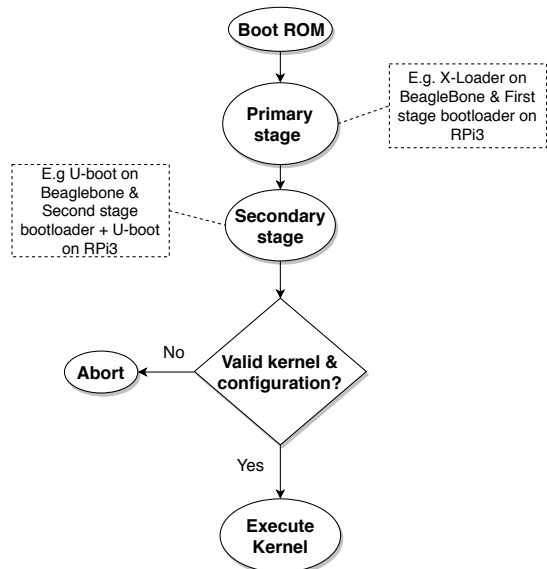 Boot ROM
E.g. X-Loader on
BeagleBone & First
stage bootloader on
RPi3
Primary
stage
E.g U-boot on
Beaglebone &
Second stage
bootloader + U-boot
on RPi3
Secondary
stage
Valid kernel &
configuration?
No
Abort
Yes
Execute
Kernel